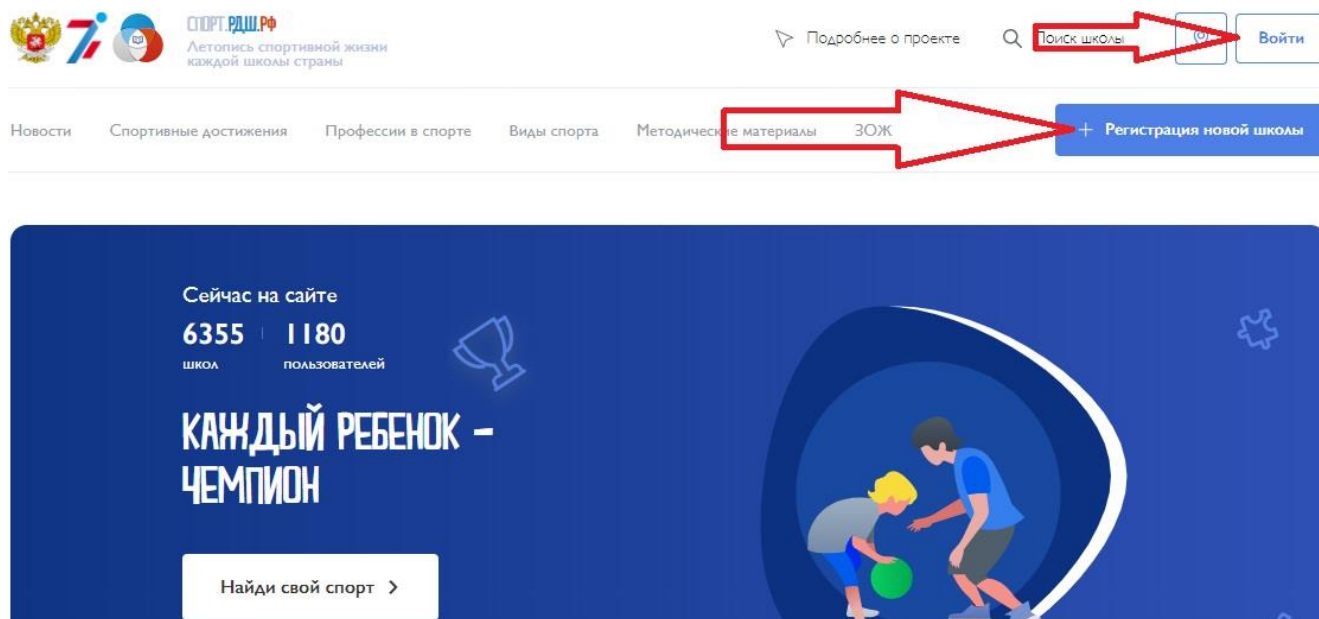 СПОРТ.РДШ.РФ
Летопись спортивной жизни
каждой школы страны
Подробнее о проекте
Поиск школы
Войти
Новости
Спортивные достижения
Профессии в спорте
Виды спорта
Методические материалы
ЗОЖ
+ Регистрация новой школы
Сейчас на сайте
6355 1180
школ пользователей
КАЖДЫЙ РЕБЕНОК –
ЧЕМПИОН
Найди свой спорт >